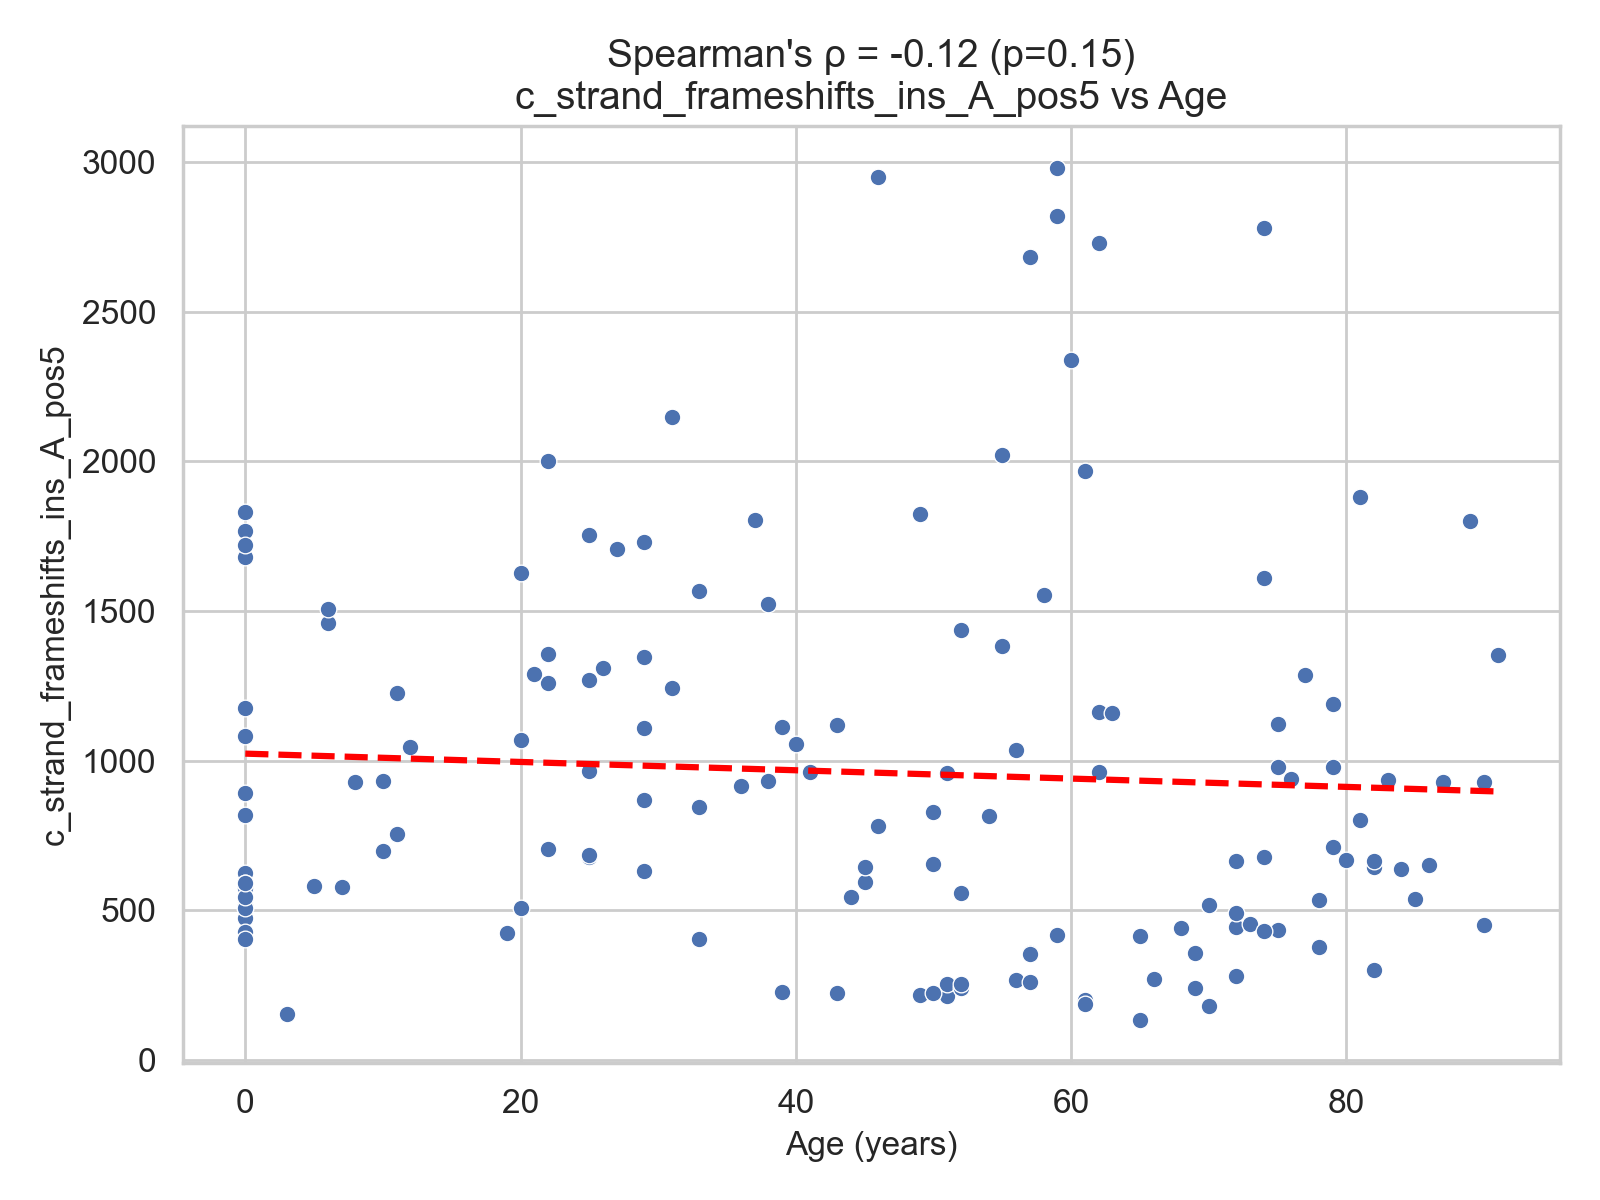 Spearman's ρ = -0.12 (p=0.15)
c_strand_frameshifts_ins_A_pos5 vs Age
c_strand_frameshifts_ins_A_pos5
3000
2500
2000
1500
1000
500
0
0 20 40 60 80
Age (years)